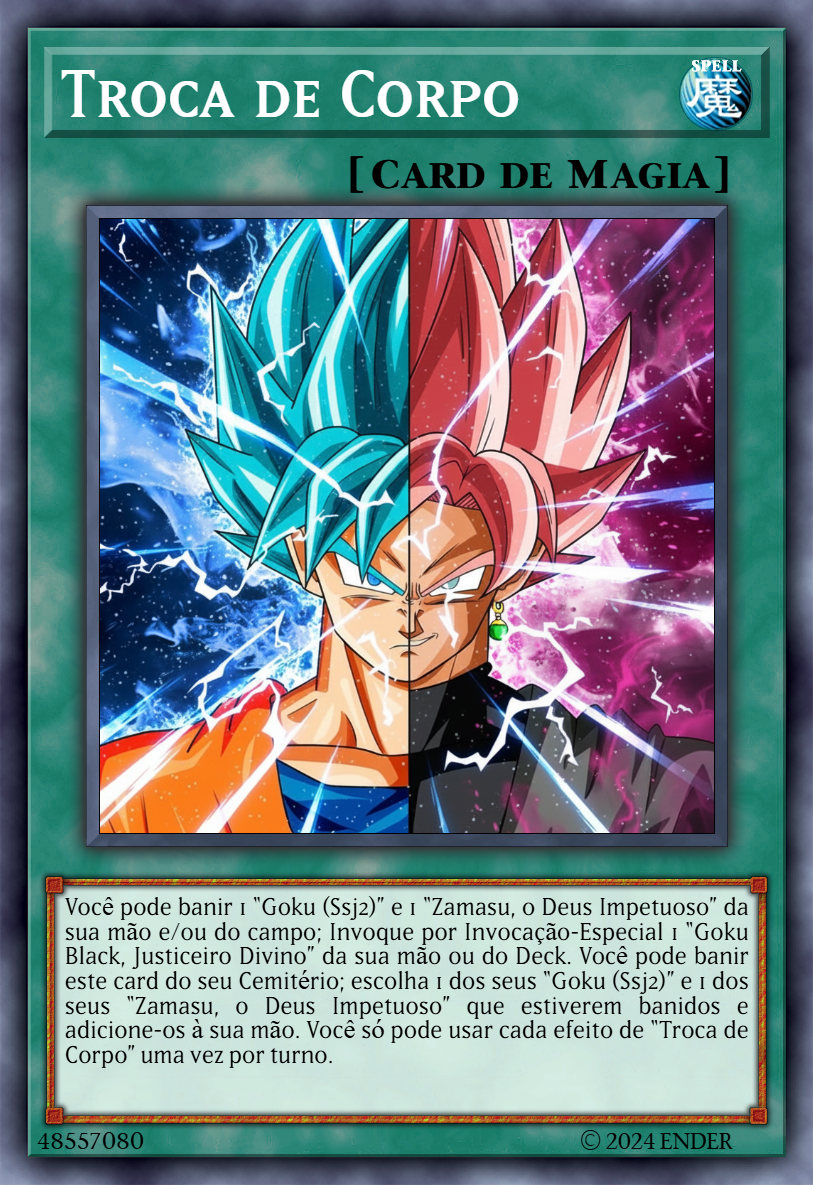 Troca de Corpo
SPELL
魔
[Card de Magia]
Você pode banir 1 "Goku (Ssj2)" e 1 "Zamasu, o Deus Impetuoso" da
sua mão e/ou do campo; Invoque por Invocação-Especial 1 "Goku
Black, Justiceiro Divino" da sua mão ou do Deck. Você pode banir
este card do seu Cemitério; escolha 1 dos seus "Goku (Ssj2)" e 1 dos
seus "Zamasu, o Deus Impetuoso" que estiverem banidos e
adicione-os à sua mão. Você só pode usar cada efeito de "Troca de
Corpo" uma vez por turno.
48557080
© 2024 ENDER